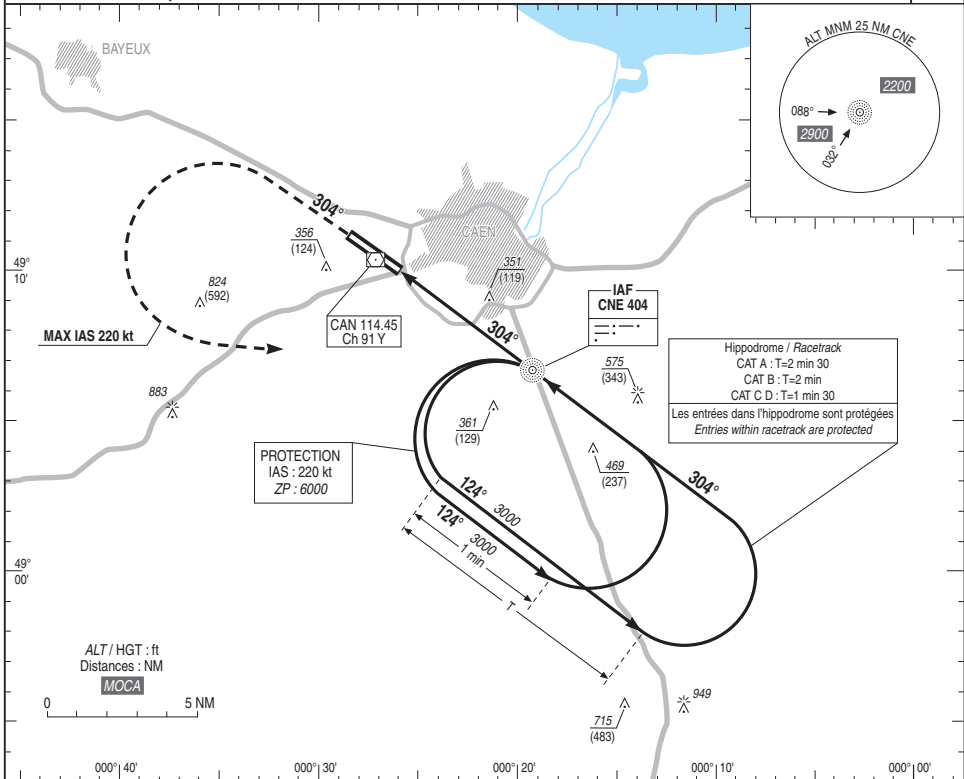 BAYEUX
ALT MNM 25 NM CNE
2200
088°
2900
032°
304°
356
(124)
CAEN
49°
10'
824
(592)
351
(119)
MAX IAS 220 kt
CAN 114.45
Ch 91 Y
304°
IAF
CNE 404
575
(343)
Hippodrome / Racetrack
CAT A : T=2 min 30
CAT B : T=2 min
CAT C D : T=1 min 30
Les entrées dans l'hippodrome sont protégées
Entries within racetrack are protected
883
361
(129)
469
(237)
PROTECTION
IAS : 220 kt
ZP : 6000
124° 3000
304°
124° 3000
1 min
T
49°
00'
ALT / HGT : ft
Distances : NM
MOCA
0 5 NM
949
715
(483)
000° 40' 000° 30' 000° 20' 000° 10' 000° 00'